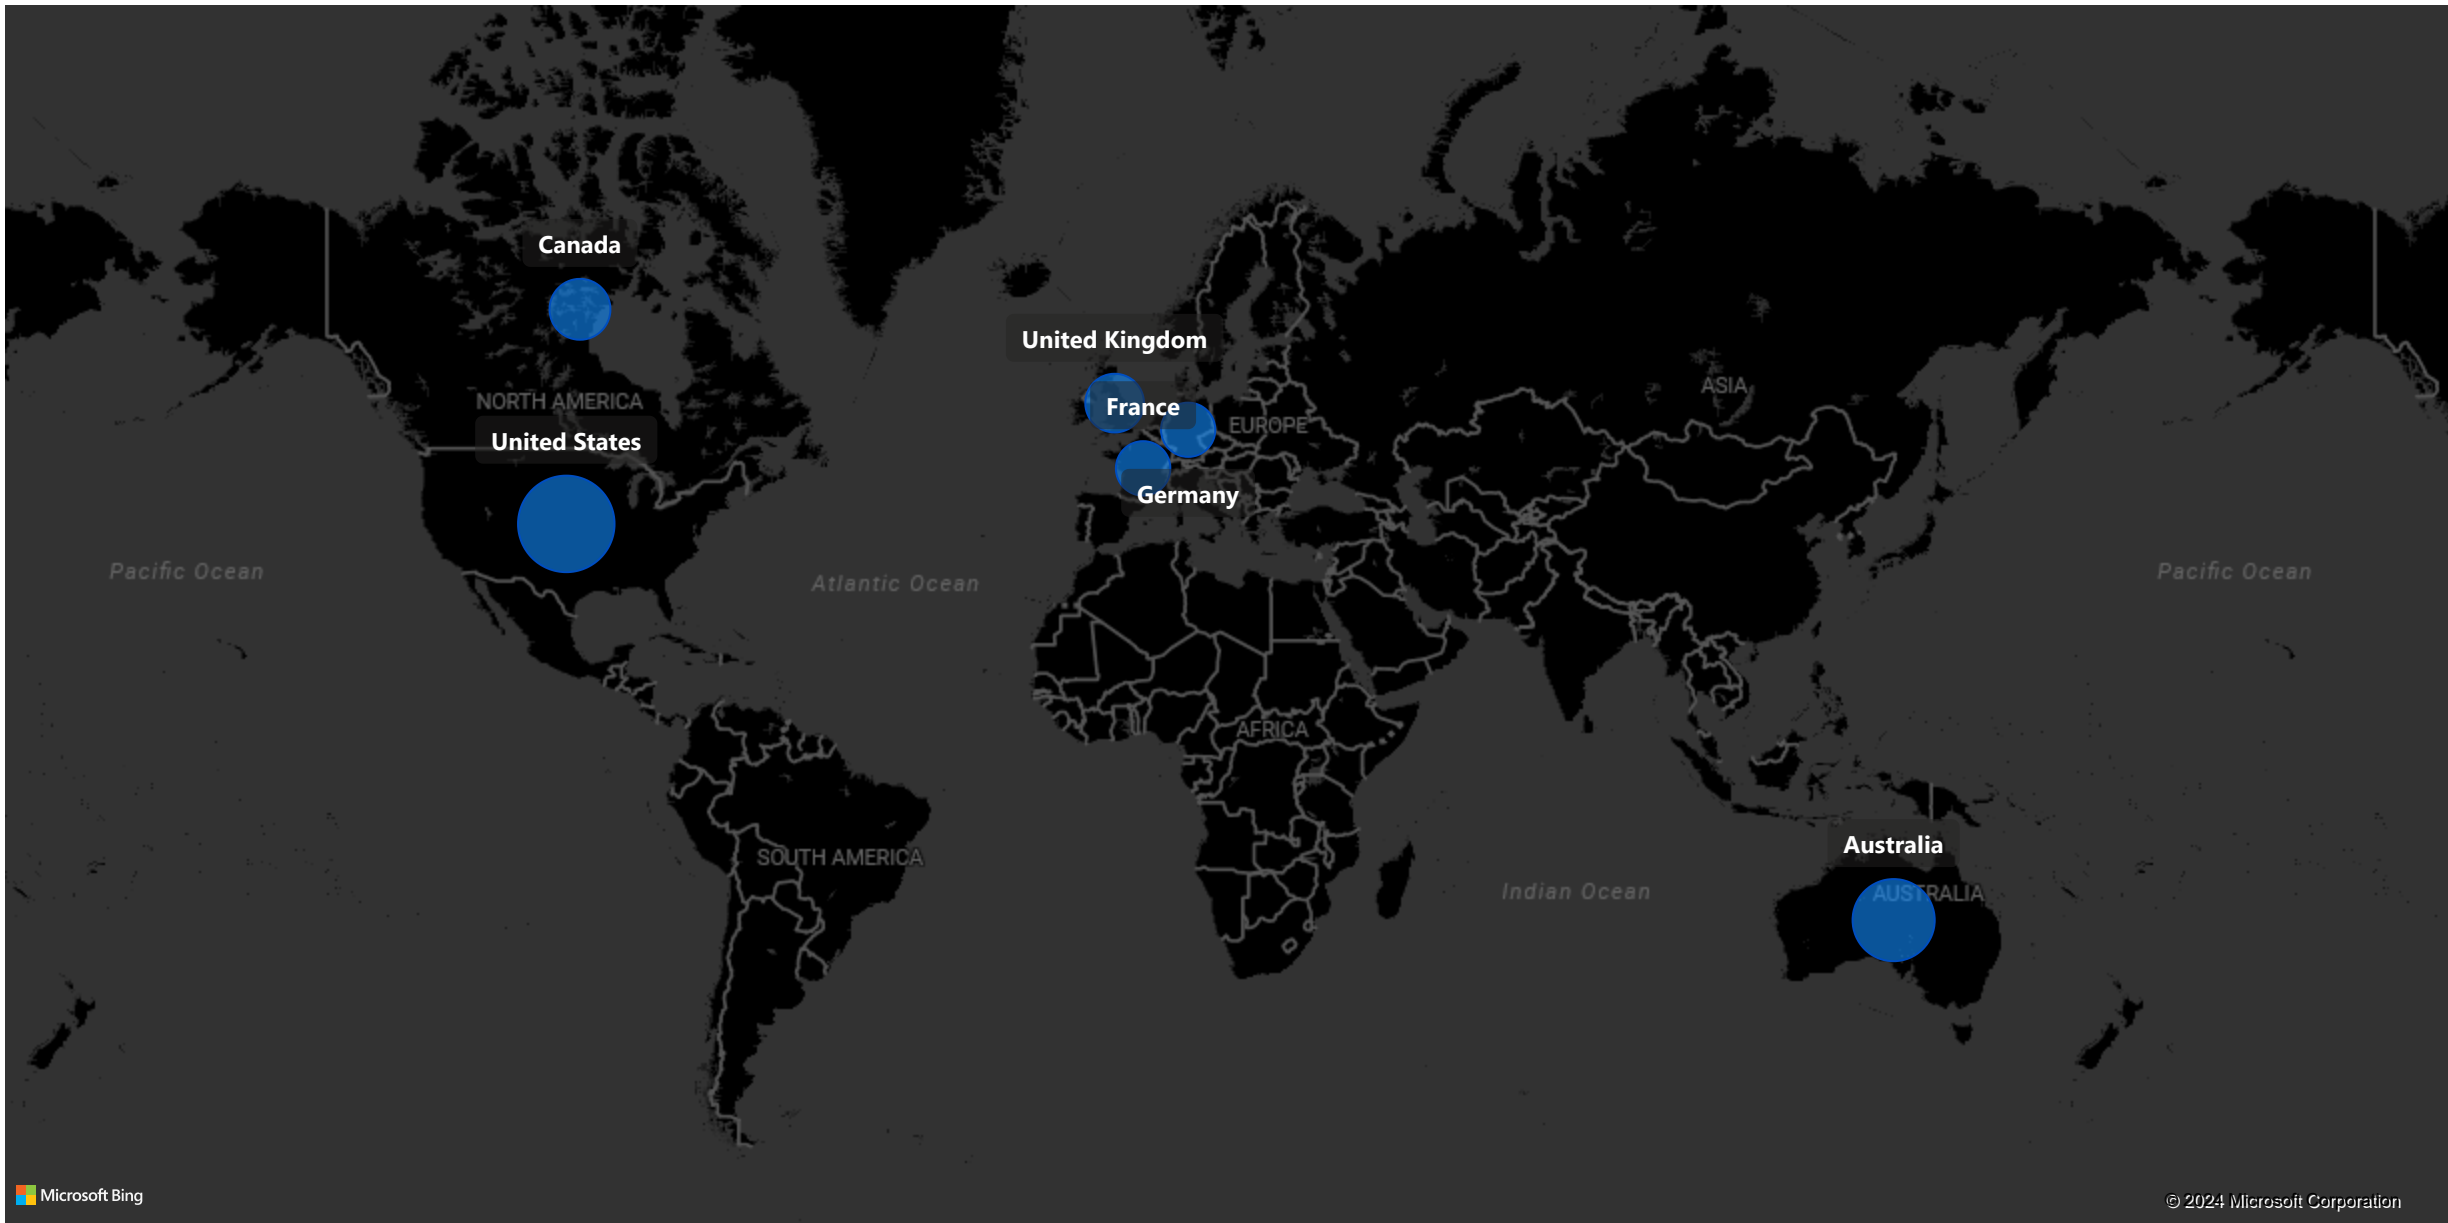 Canada
United Kingdom
ASIA
NORTH AMERICA
France
EUROPE
United States
Germany
Pacific Ocean
Atlantic Ocean
Pacific Ocean
AFRICA
Australia
SOUTH AMERICA
Indian Ocean
AUSTRALIA
Microsoft Bing
© 2024 Microsoft Corporation